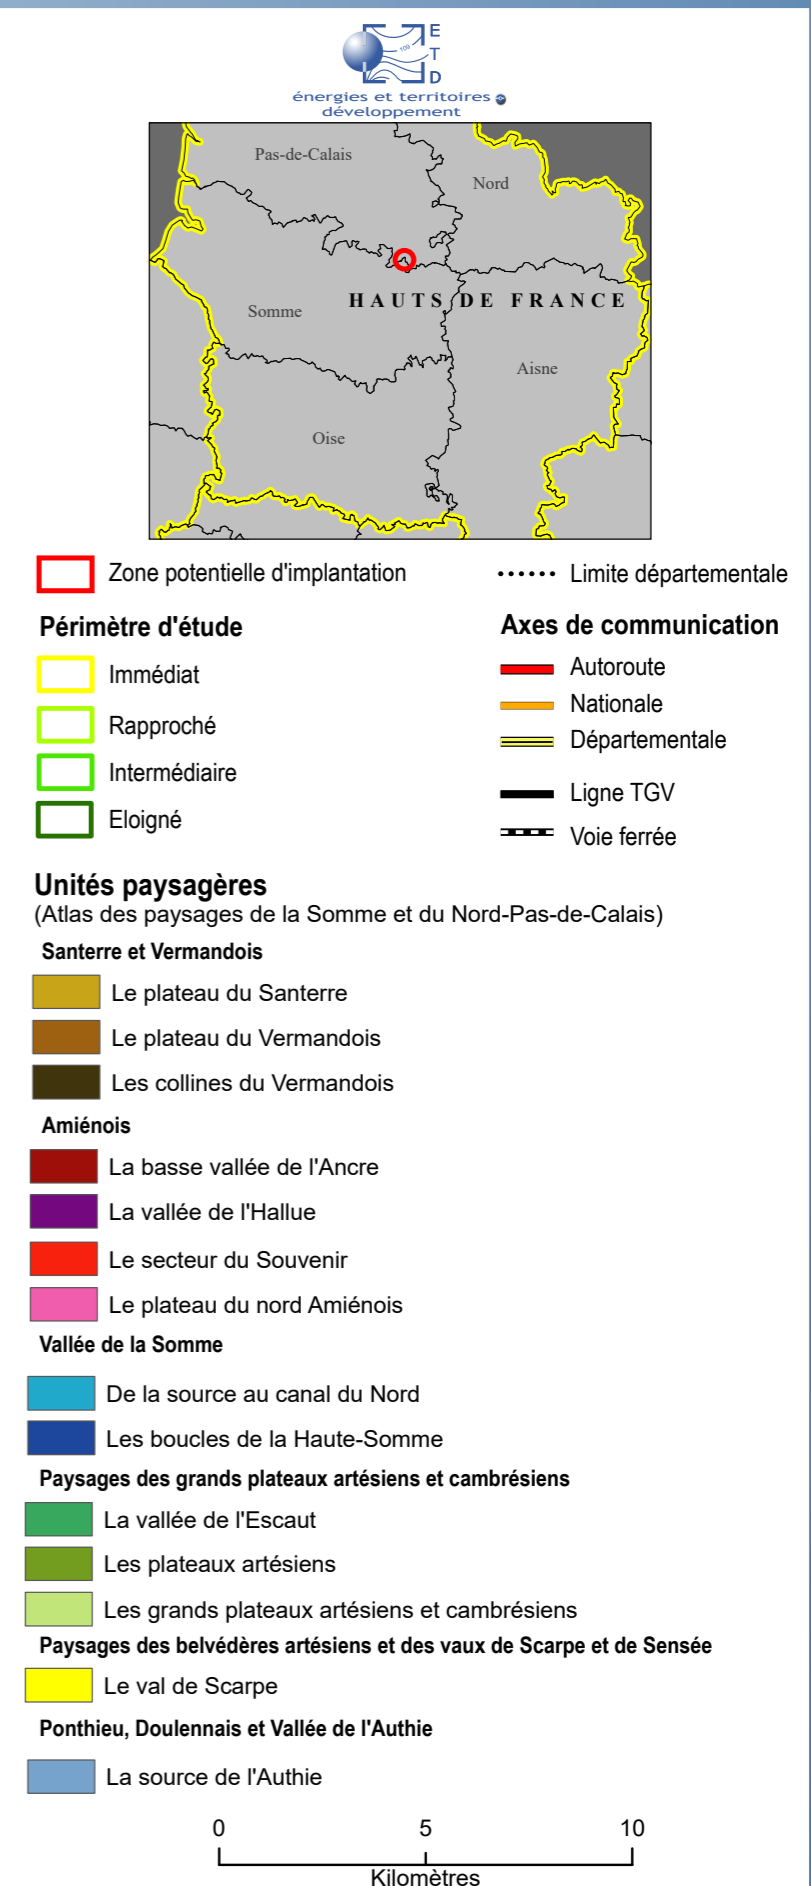 E
T
D
109
énergies et territoires
développement
Pas-de-Calais
Nord
HAUTS DE FRANCE
Somme
Aisne
Oise
Zone potentielle d'implantation
Limite départementale
Périmètre d'étude
Immédiat
Rapproché
Intermédiaire
Eloigné
Axes de communication
Autoroute
Nationale
Départementale
Ligne TGV
Voie ferrée
Unités paysagères
(Atlas des paysages de la Somme et du Nord-Pas-de-Calais)
Santerre et Vermandois
Le plateau du Santerre
Le plateau du Vermandois
Les collines du Vermandois
Amiénois
La basse vallée de l'Ancre
La vallée de l'Hallue
Le secteur du Souvenir
Le plateau du nord Amiénois
Vallée de la Somme
De la source au canal du Nord
Les boucles de la Haute-Somme
Paysages des grands plateaux artésiens et cambrésiens
La vallée de l'Escaut
Les plateaux artésiens
Les grands plateaux artésiens et cambrésiens
Paysages des belvédères artésiens et des vaux de Scarpe et de Sensée
Le val de Scarpe
Ponthieu, Doulennais et Vallée de l'Authie
La source de l'Authie
0 5 10
Kilomètres